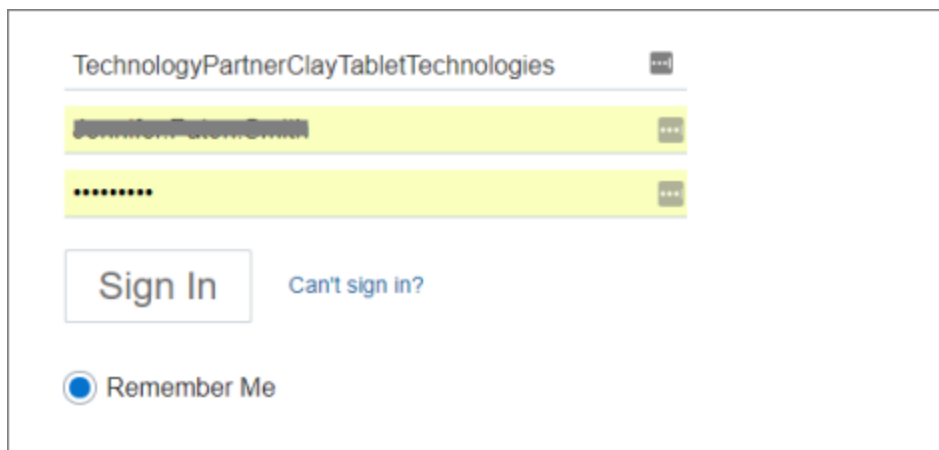 TechnologyPartnerClayTabletTechnologies
•••••••••
Sign In
Can't sign in?
Remember Me